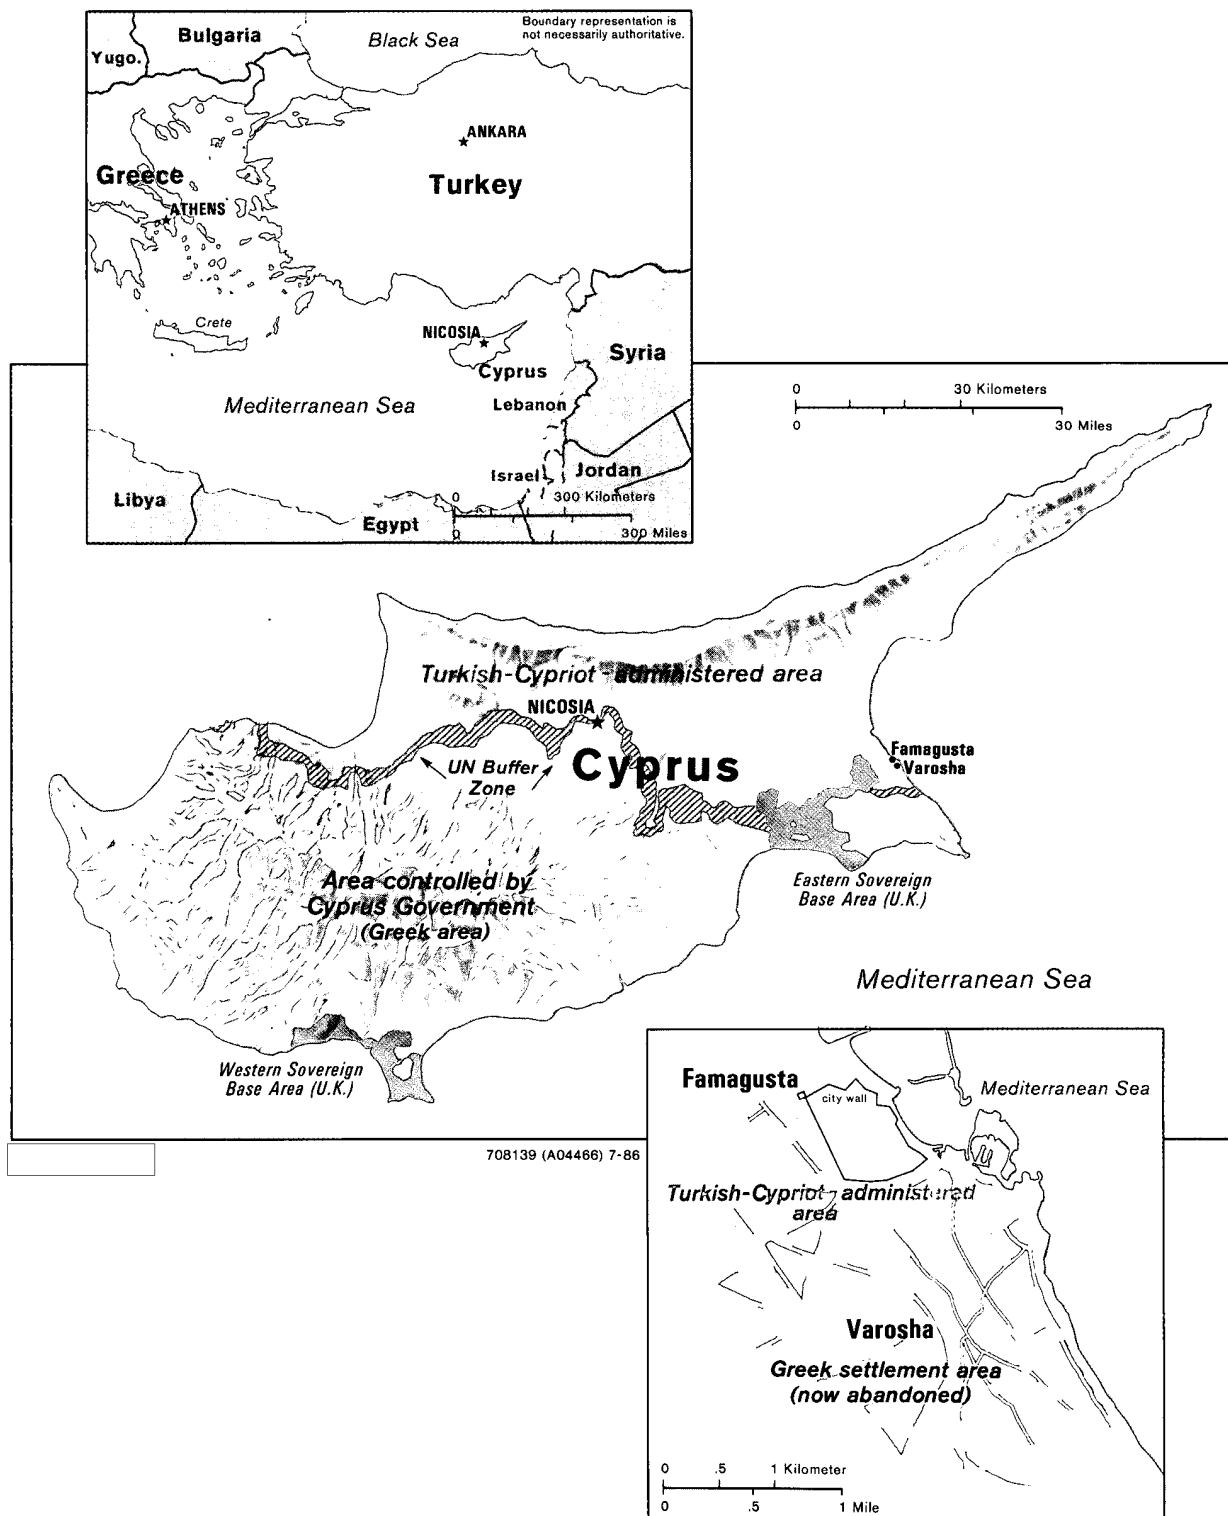 Boundary representation is
not necessarily authoritative.
Bulgaria
Black Sea
Yugo.
ANKARA
Greece
Turkey
ATHENS
Crete
NICOSIA
Cyprus
Syria
Mediterranean Sea
Lebanon
Israel
Jordan
Libya
Egypt
0 300 Kilometers
0 300 Miles
0 30 Kilometers
0 30 Miles
Turkish-Cypriot-administered area
NICOSIA
Cyprus
UN Buffer
Zone
Famagusta
Varosha
Area controlled by
Cyprus Government
(Greek area)
Eastern Sovereign
Base Area (U.K.)
Mediterranean Sea
Western Sovereign
Base Area (U.K.)
708139 (A04466) 7-86
Famagusta
city wall
Mediterranean Sea
Turkish-Cypriot-administered
area
Varosha
Greek settlement area
(now abandoned)
0 .5 1 Kilometer
0 .5 1 Mile